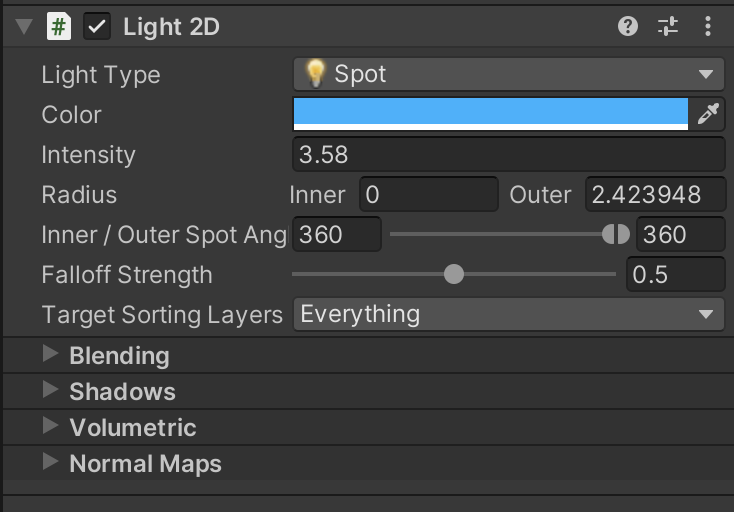 # Light 2D
Light Type Spot
Color
Intensity 3.58
Radius Inner 0 Outer 2.423948
Inner / Outer Spot Ang 360 360
Falloff Strength 0.5
Target Sorting Layers Everything
Blending
Shadows
Volumetric
Normal Maps